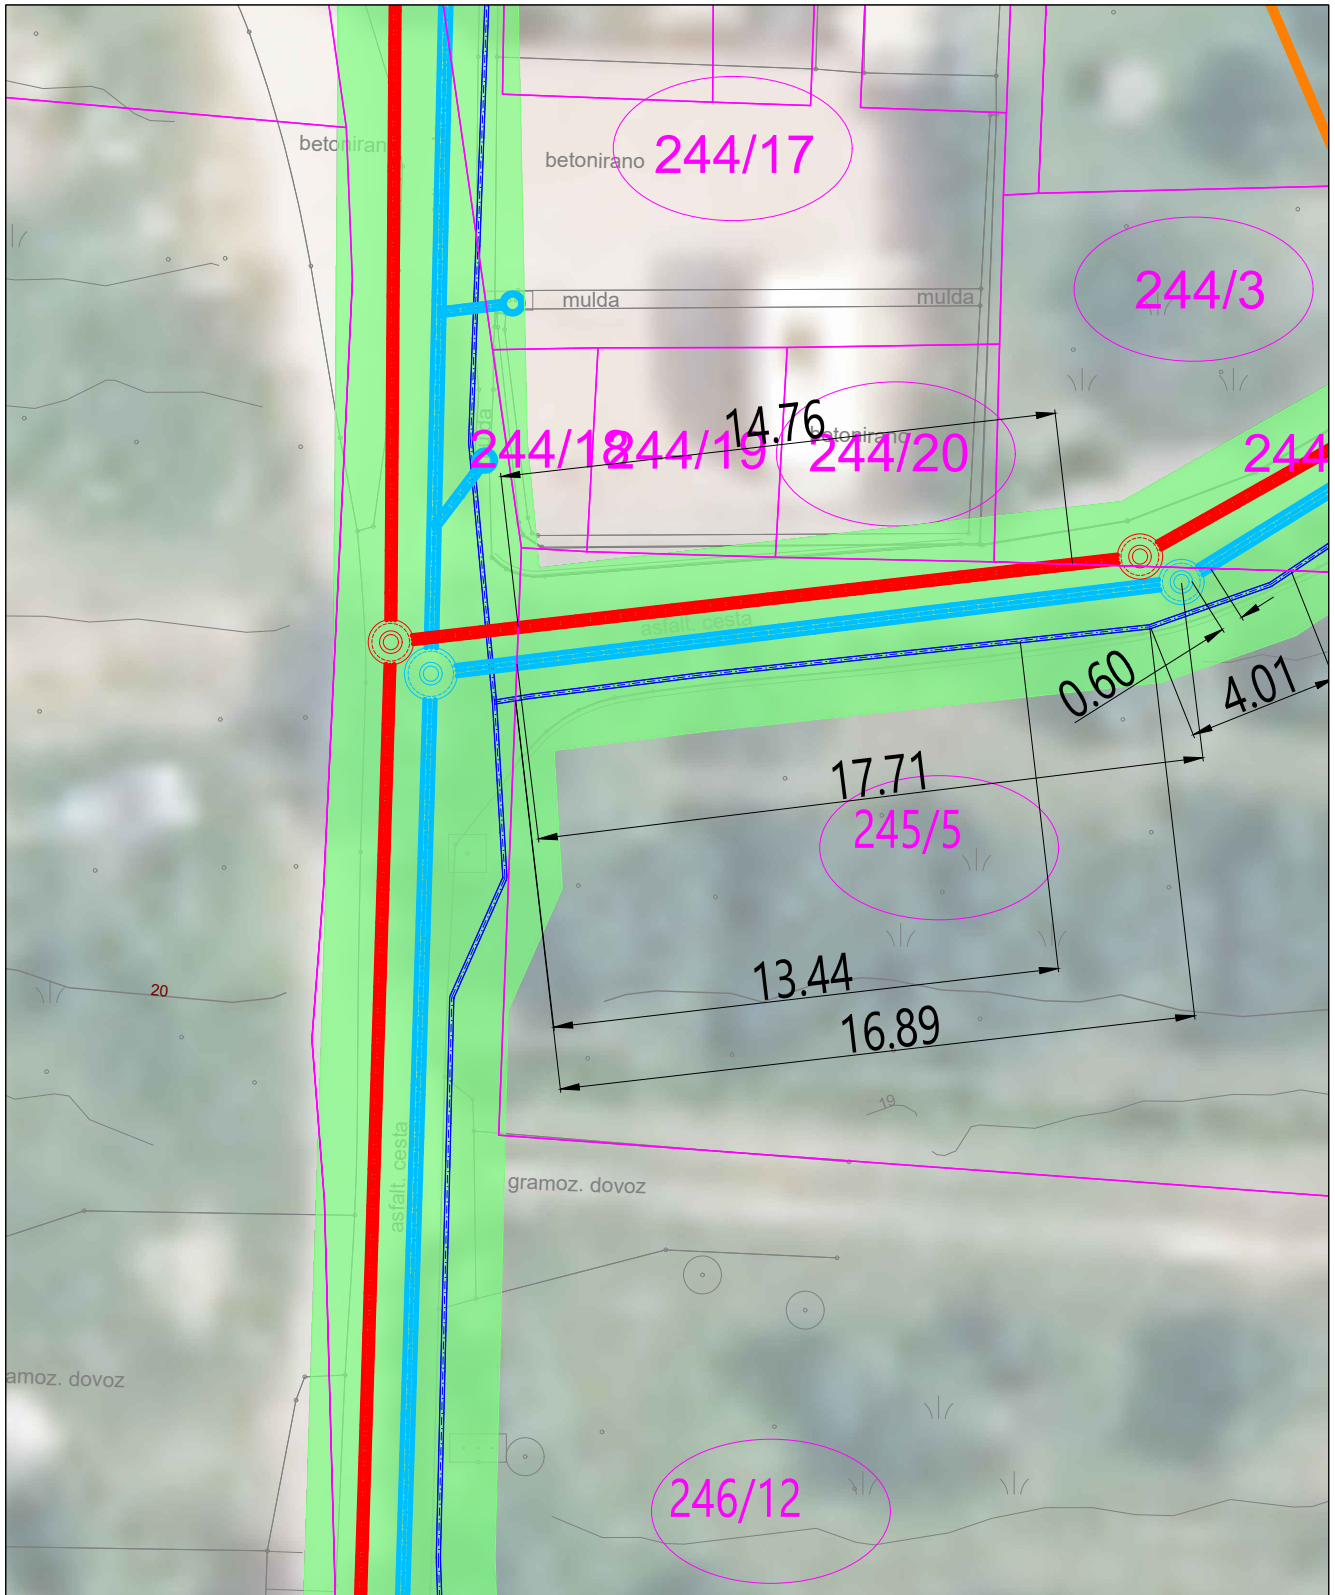 betoniran
betonirano
244/17
244/3
mulda
mulda
14.76
betonirano
244/18
244/19
244/20
244
asfalt. cesta
0.60
4.01
17.71
245/5
13.44
20
16.89
19
asfalt. cesta
gramoz. dovoz
amoz. dovoz
246/12